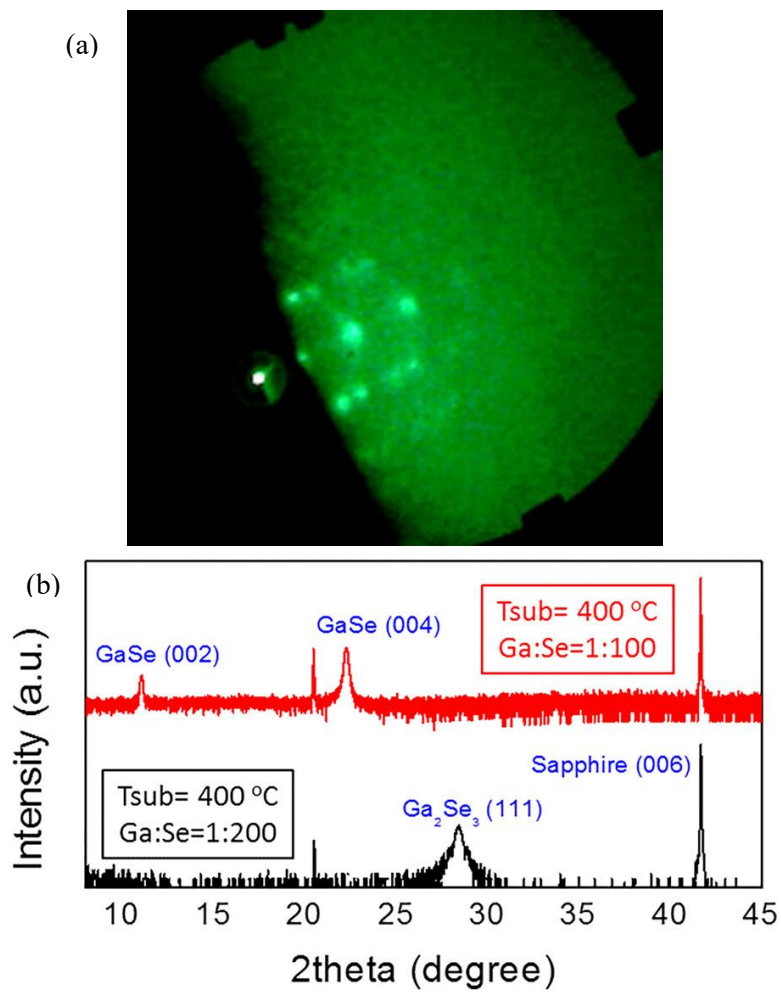 (a)
(b)
Tsub= 400 °C
Ga:Se=1:100
GaSe (004)
GaSe (002)
Sapphire (006)
Tsub= 400 °C
Ga:Se=1:200
Ga₂Se₃ (111)
Intensity (a.u.)
10 15 20 25 30 35 40 45
2theta (degree)